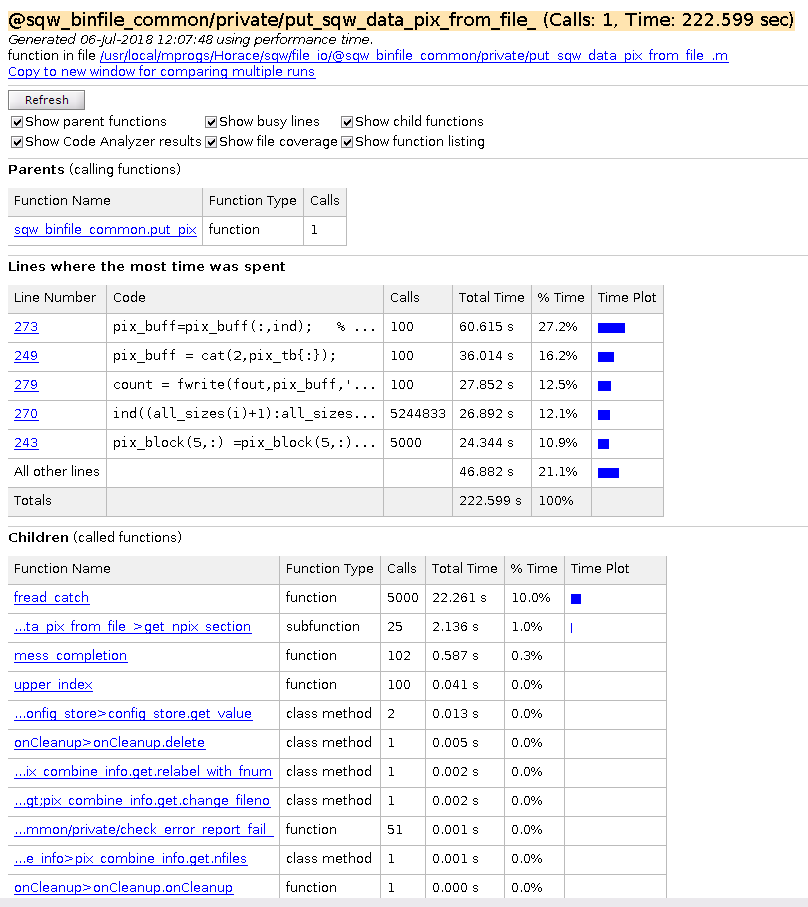 @sqw_binfile_common/private/put_sqw_data_pix_from_file_ (Calls: 1, Time: 222.599 sec)
Generated 06-Jul-2018 12:07:48 using performance time.
function in file /usr/local/mprogs/Horace/sqw/file_io/@sqw_binfile_common/private/put_sqw_data_pix_from_file_.m
Copy to new window for comparing multiple runs
Refresh
Show parent functions Show busy lines Show child functions
Show Code Analyzer results Show file coverage Show function listing
Parents (calling functions)
Function Name Function Type Calls
sqw_binfile_common.put_pix function 1
Lines where the most time was spent
Line Number Code Calls Total Time % Time Time Plot
273 pix_buff=pix_buff(:,ind); % ... 100 60.615 s 27.2%
249 pix_buff = cat(2,pix_tb{:}); 100 36.014 s 16.2%
279 count = fwrite(fout,pix_buff,'... 100 27.852 s 12.5%
270 ind((all_sizes(i)+1):all_sizes... 5244833 26.892 s 12.1%
243 pix_block(5,:) =pix_block(5,:)... 5000 24.344 s 10.9%
All other lines 46.882 s 21.1%
Totals 222.599 s 100%
Children (called functions)
Function Name Function Type Calls Total Time % Time Time Plot
fread_catch function 5000 22.261 s 10.0%
...ta_pix_from_file_>get_npix_section subfunction 25 2.136 s 1.0%
mess_completion function 102 0.587 s 0.3%
upper_index function 100 0.041 s 0.0%
...onfig_store>config_store.get_value class method 2 0.013 s 0.0%
onCleanup>onCleanup.delete class method 1 0.005 s 0.0%
...ix_combine_info.get.relabel_with_fnum class method 1 0.002 s 0.0%
...gt;pix_combine_info.get.change_fileno class method 1 0.002 s 0.0%
...mmon/private/check_error_report_fail_ function 51 0.001 s 0.0%
...e_info>pix_combine_info.get.nfiles class method 1 0.001 s 0.0%
onCleanup>onCleanup.onCleanup function 1 0.000 s 0.0%